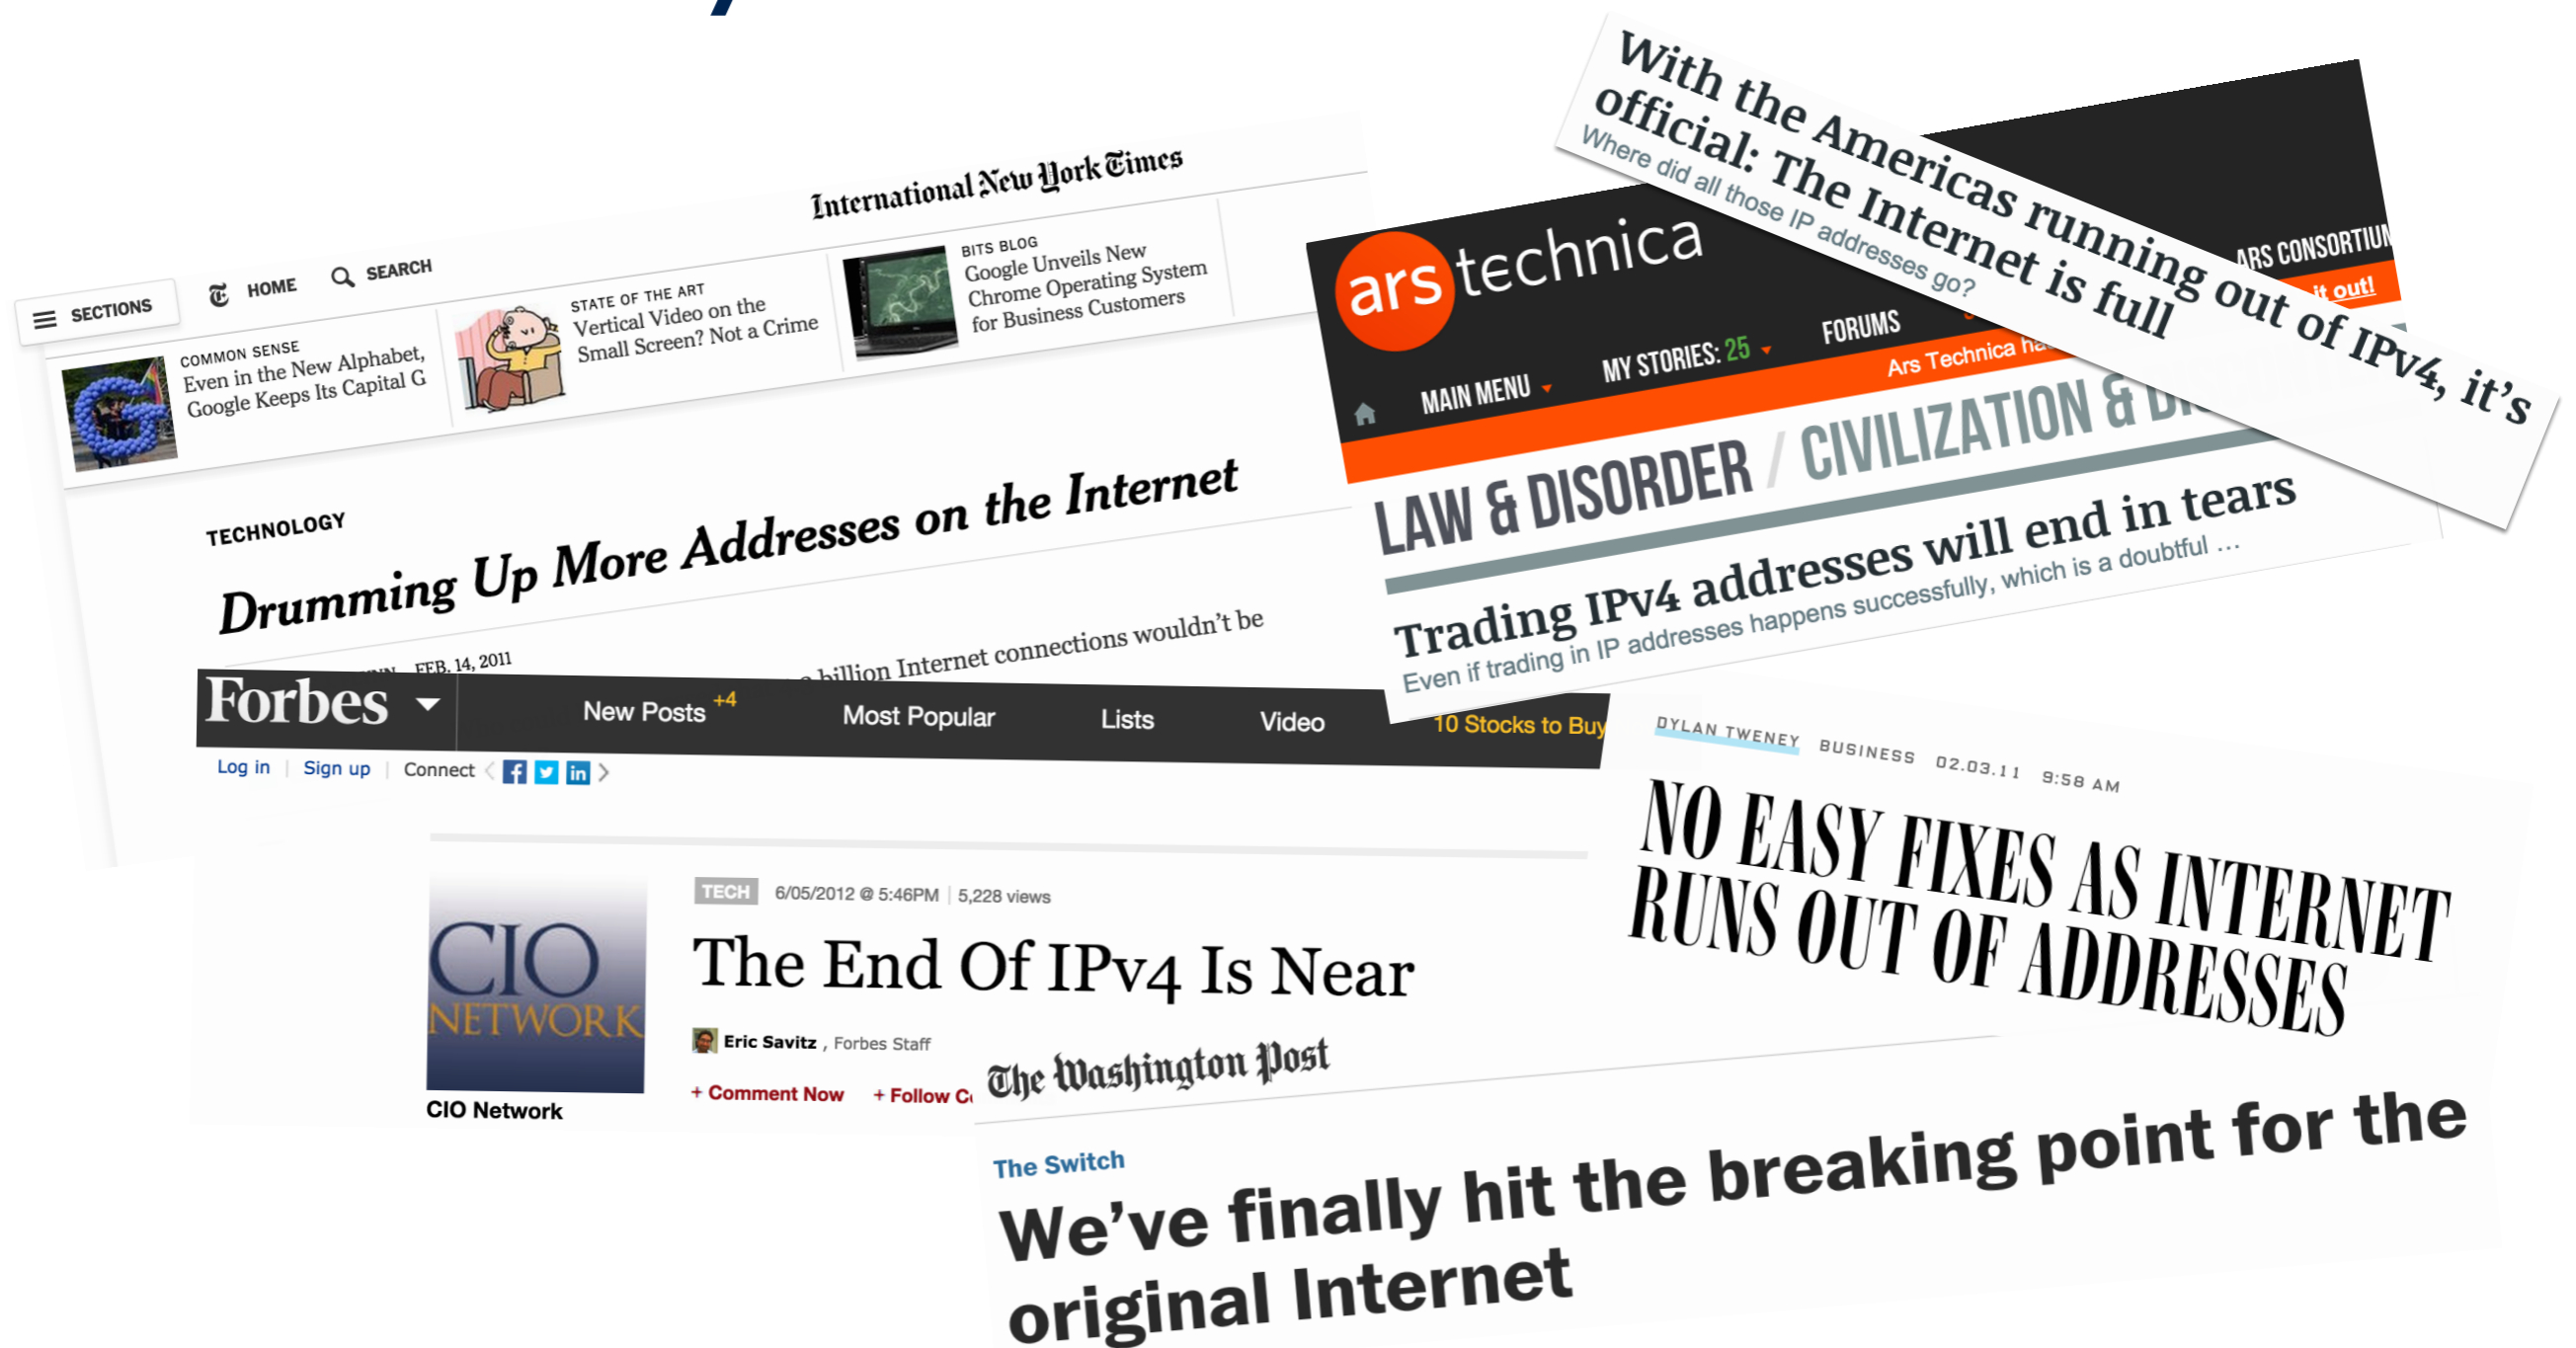 International New York Times
SECTIONS
HOME
SEARCH
COMMON SENSE
Even in the New Alphabet,
Google Keeps Its Capital G
STATE OF THE ART
Vertical Video on the
Small Screen? Not a Crime
BITS BLOG
Google Unveils New
Chrome Operating System
for Business Customers
TECHNOLOGY
Drumming Up More Addresses on the Internet
FEB. 14, 2011
billion Internet connections wouldn't be
With the Americas running out of IPv4, it's
official: The Internet is full
Where did all those IP addresses go?
ars technica
ARS CONSORTIUM
MAIN MENU
MY STORIES: 25
FORUMS
Ars Technica
it out!
LAW & DISORDER / CIVILIZATION &
Trading IPv4 addresses will end in tears
Even if trading in IP addresses happens successfully, which is a doubtful ...
Forbes
New Posts +4
Most Popular
Lists
Video
10 Stocks to Buy
Log in | Sign up | Connect
CIO
NETWORK
CIO Network
TECH 6/05/2012 @ 5:46PM | 5,228 views
The End Of IPv4 Is Near
Eric Savitz , Forbes Staff
+ Comment Now + Follow
DYLAN TWENEY BUSINESS 02.03.11 9:58 AM
NO EASY FIXES AS INTERNET
RUNS OUT OF ADDRESSES
The Washington Post
The Switch
We've finally hit the breaking point for the
original Internet